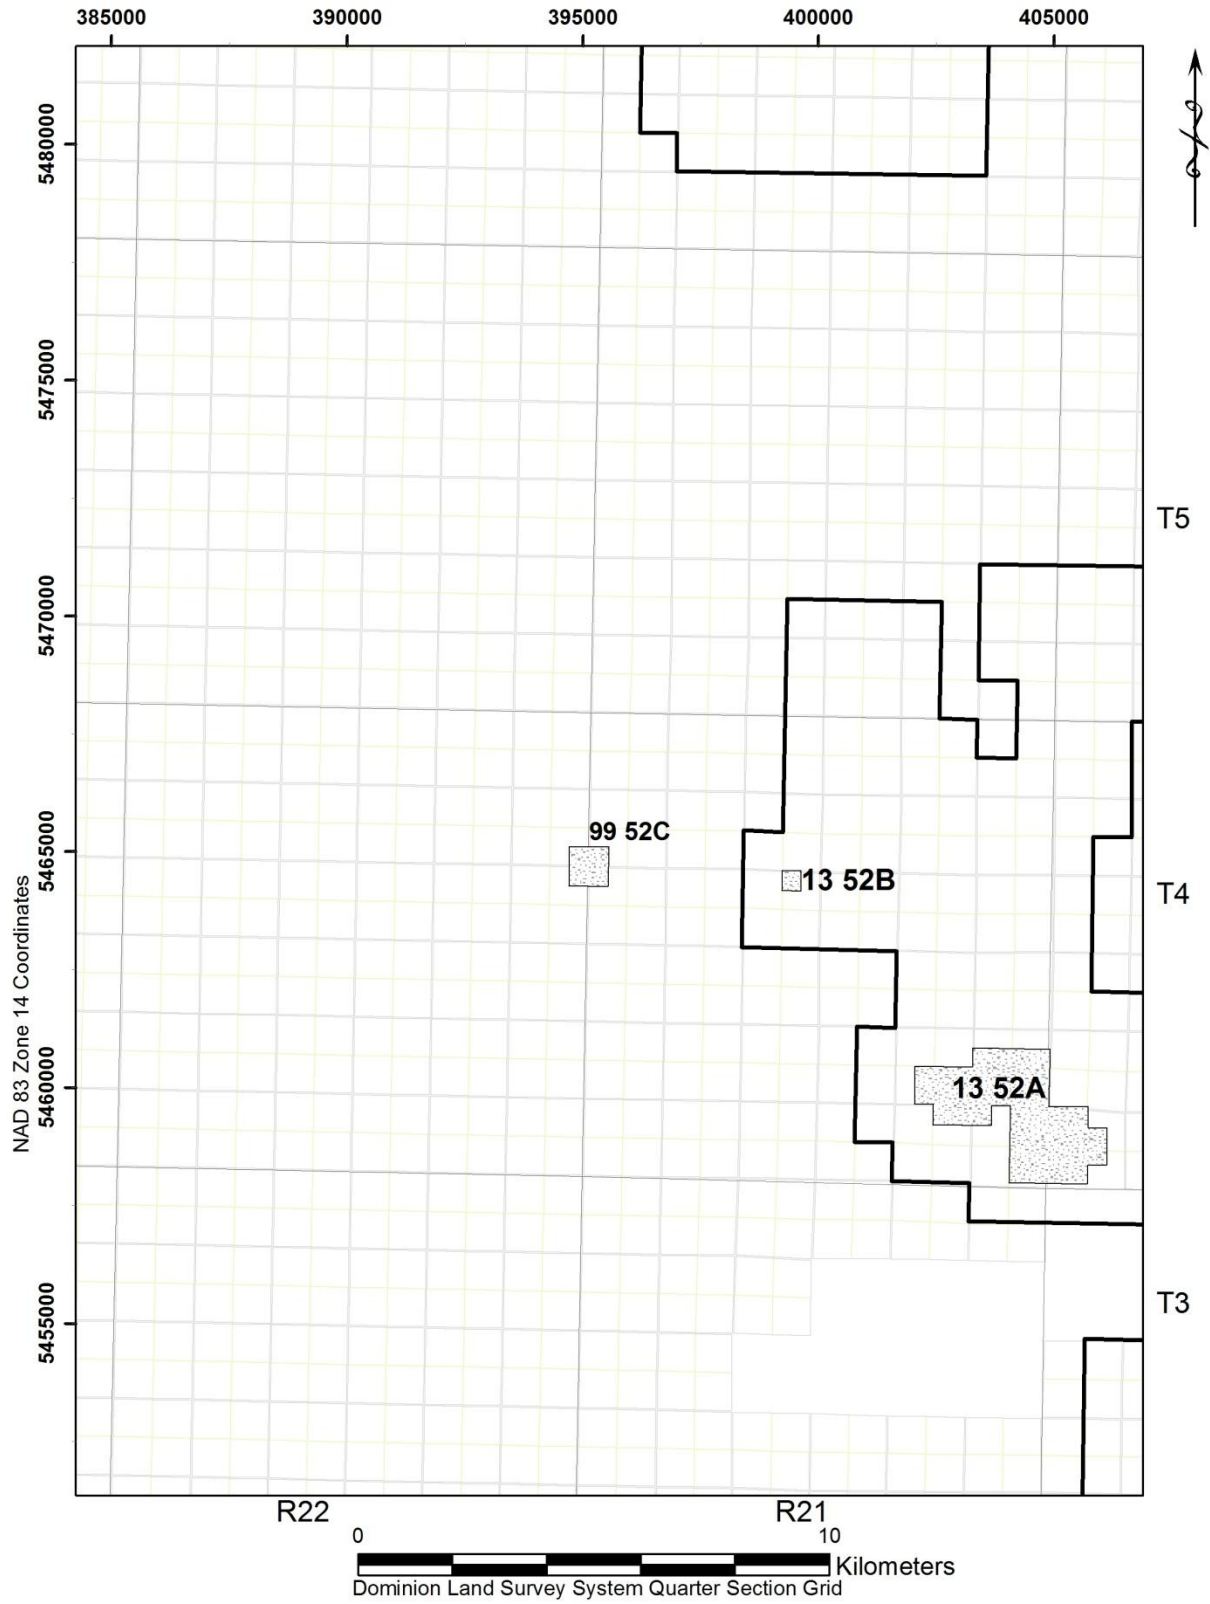 385000 390000 395000 400000 405000
5480000
5475000
T5
5470000
99 52C
5465000
13 52B
T4
NAD 83 Zone 14 Coordinates
5460000
13 52A
T3
5455000
R22 R21
0 10
Kilometers
Dominion Land Survey System Quarter Section Grid